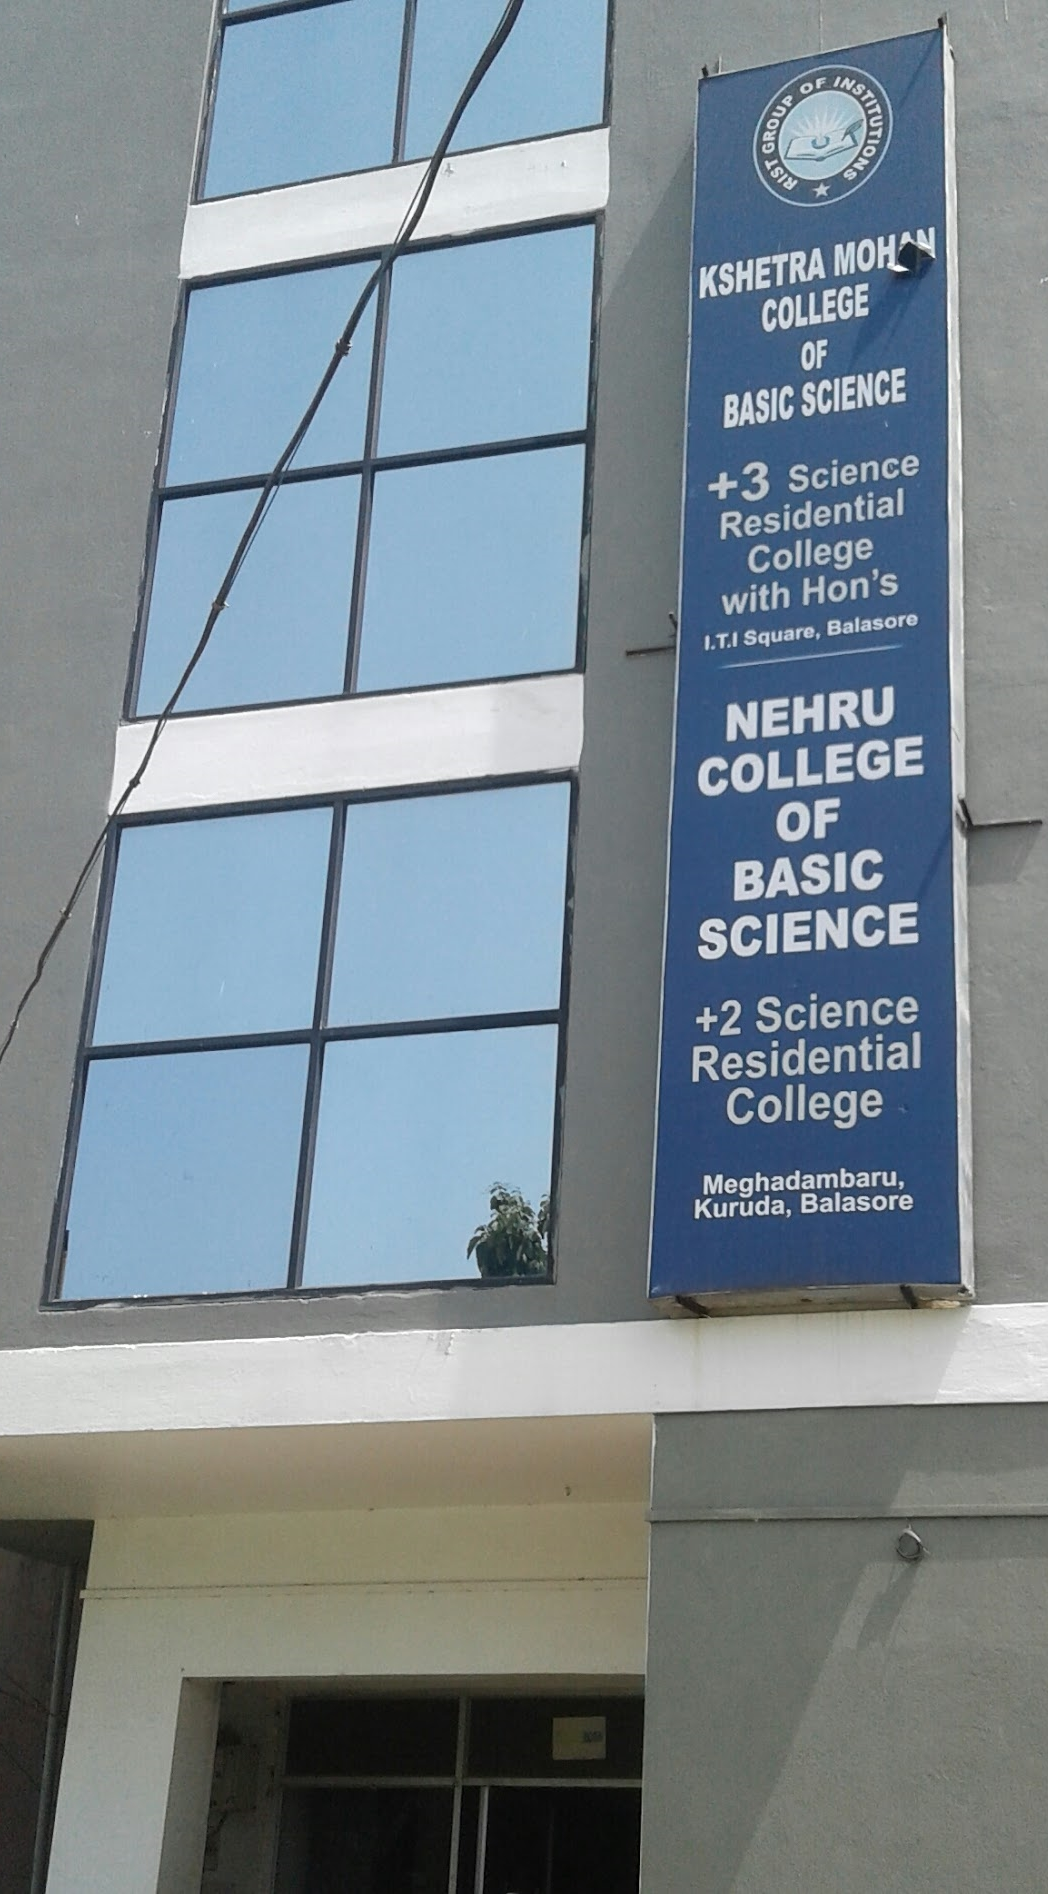 RIST GROUP OF INSTITUTIONS
KSHETRA MOHAN
COLLEGE
OF
BASIC SCIENCE
+3 Science
Residential
College
with Hon's
I.T.I Square, Balasore
NEHRU
COLLEGE
OF
BASIC
SCIENCE
+2 Science
Residential
College
Meghadambaru,
Kuruda, Balasore